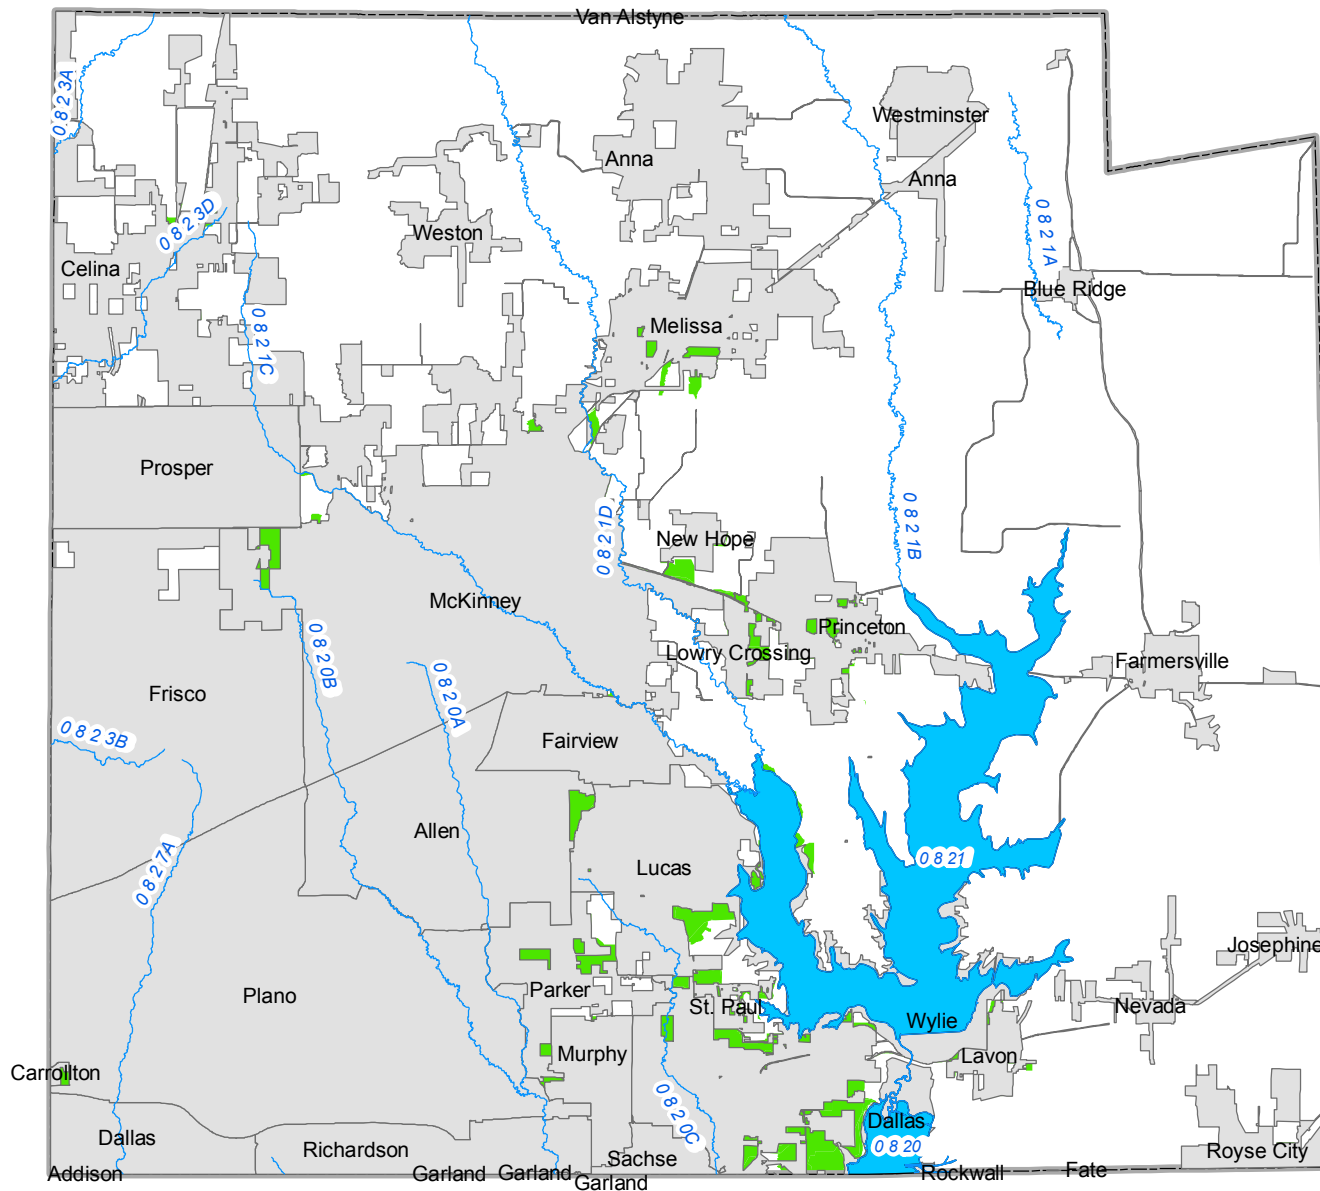 Van Alstyne
0823A
Westminster
Anna
Anna
0823D
0821A
Weston
Celina
Blue Ridge
Melissa
0821C
Prosper
0821B
0821D
New Hope
McKinney
Princeton
0820B
Lowry Crossing
Farmersville
0820A
Frisco
0823B
Fairview
Allen
0821
Lucas
0827A
Josephine
Plano
Parker
St. Paul
Nevada
Wylie
Murphy
Lavon
Carrollton
0820C
Dallas
Dallas
0820
Richardson
Royse City
Sachse
Addison
Garland
Garland
Garland
Rockwall
Fate